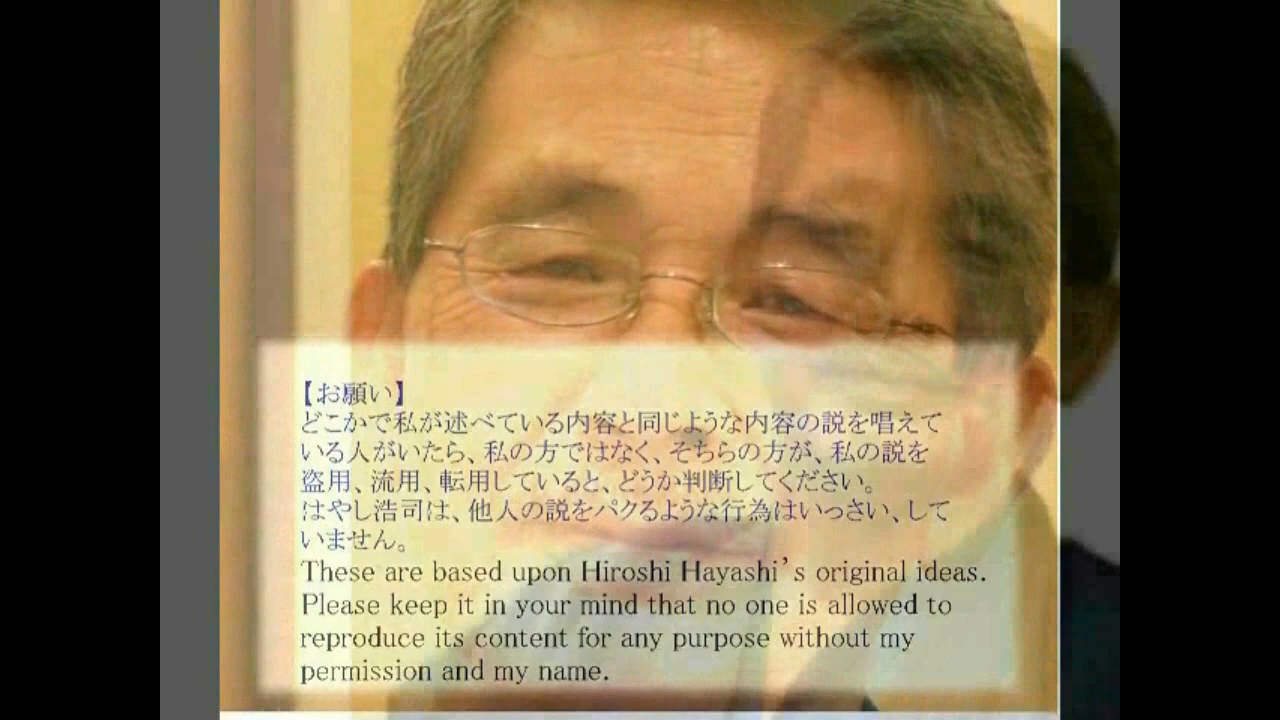 【お願い】
どこかで私が述べている内容と同じような内容の説を唱えて
いる人がいたら、私の方ではなく、そちらの方が、私の説を
盗用、流用、転用していると、どうか判断してください。
はやし浩司は、他人の説をパクるような行為はいっさい、して
いません。
These are based upon Hiroshi Hayashi's original ideas.
Please keep it in your mind that no one is allowed to
reproduce its content for any purpose without my
permission and my name.